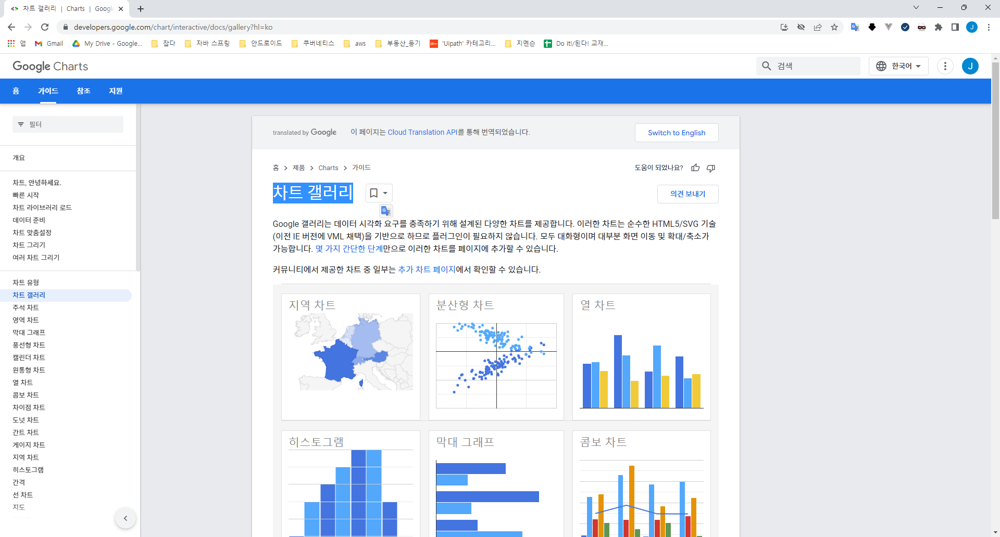 차트 갤러리 | Charts | Googl
developers.google.com/chart/interactive/docs/gallery?hl=ko
앱
Gmail
My Drive - Google...
잡다
자바 스프링
안드로이드
쿠버네티스
aws
부동산_등기
'Uipath' 카테고리...
지멘슨
Do it!/된다! 교재...
Google Charts
검색
한국어
J
홈
가이드
참조
지원
필터
개요
차트, 안녕하세요.
빠른 시작
차트 라이브러리 로드
데이터 준비
차트 맞춤설정
차트 그리기
여러 차트 그리기
차트 유형
차트 갤러리
주석 차트
영역 차트
막대 그래프
풍선형 차트
캘린더 차트
원통형 차트
열 차트
콤보 차트
차이점 차트
도넛 차트
간트 차트
게이지 차트
지역 차트
히스토그램
간격
선 차트
지도
translated by Google
이 페이지는 Cloud Translation API를 통해 번역되었습니다.
Switch to English
홈 > 제품 > Charts > 가이드
도움이 되었나요?
차트 갤러리
의견 보내기
Google 갤러리는 데이터 시각화 요구를 충족하기 위해 설계된 다양한 차트를 제공합니다. 이러한 차트는 순수한 HTML5/SVG 기술
(이전 IE 버전에 VML 채택)을 기반으로 하므로 플러그인이 필요하지 않습니다. 모두 대화형이며 대부분 화면 이동 및 확대/축소가
가능합니다. 몇 가지 간단한 단계만으로 이러한 차트를 페이지에 추가할 수 있습니다.
커뮤니티에서 제공한 차트 중 일부는 추가 차트 페이지에서 확인할 수 있습니다.
지역 차트
분산형 차트
열 차트
히스토그램
막대 그래프
콤보 차트